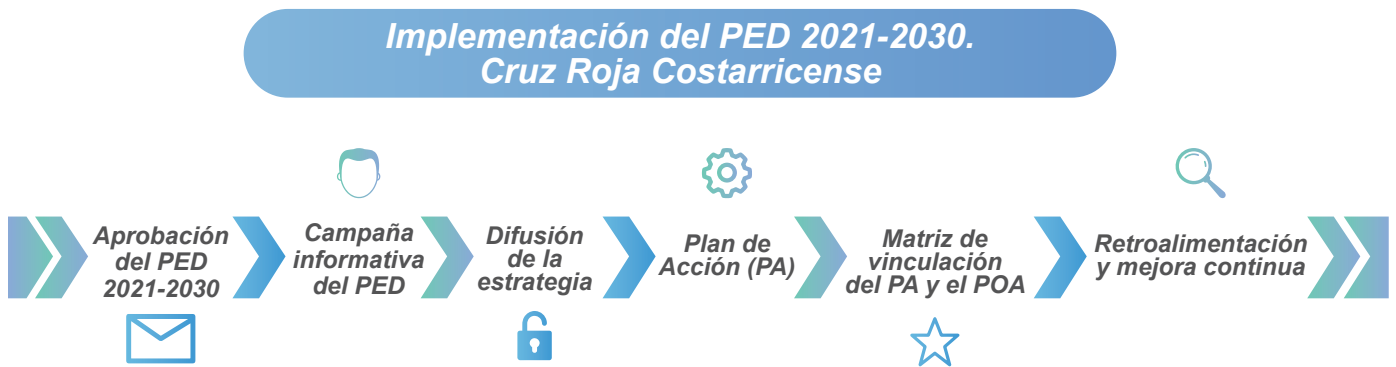 Implementación del PED 2021-2030.
Cruz Roja Costarricense
Aprobación
del PED
2021-2030
Campaña
informativa
del PED
Difusión
de la
estrategia
Plan de
Acción (PA)
Matriz de
vinculación
del PA y el POA
Retroalimentación
y mejora continua